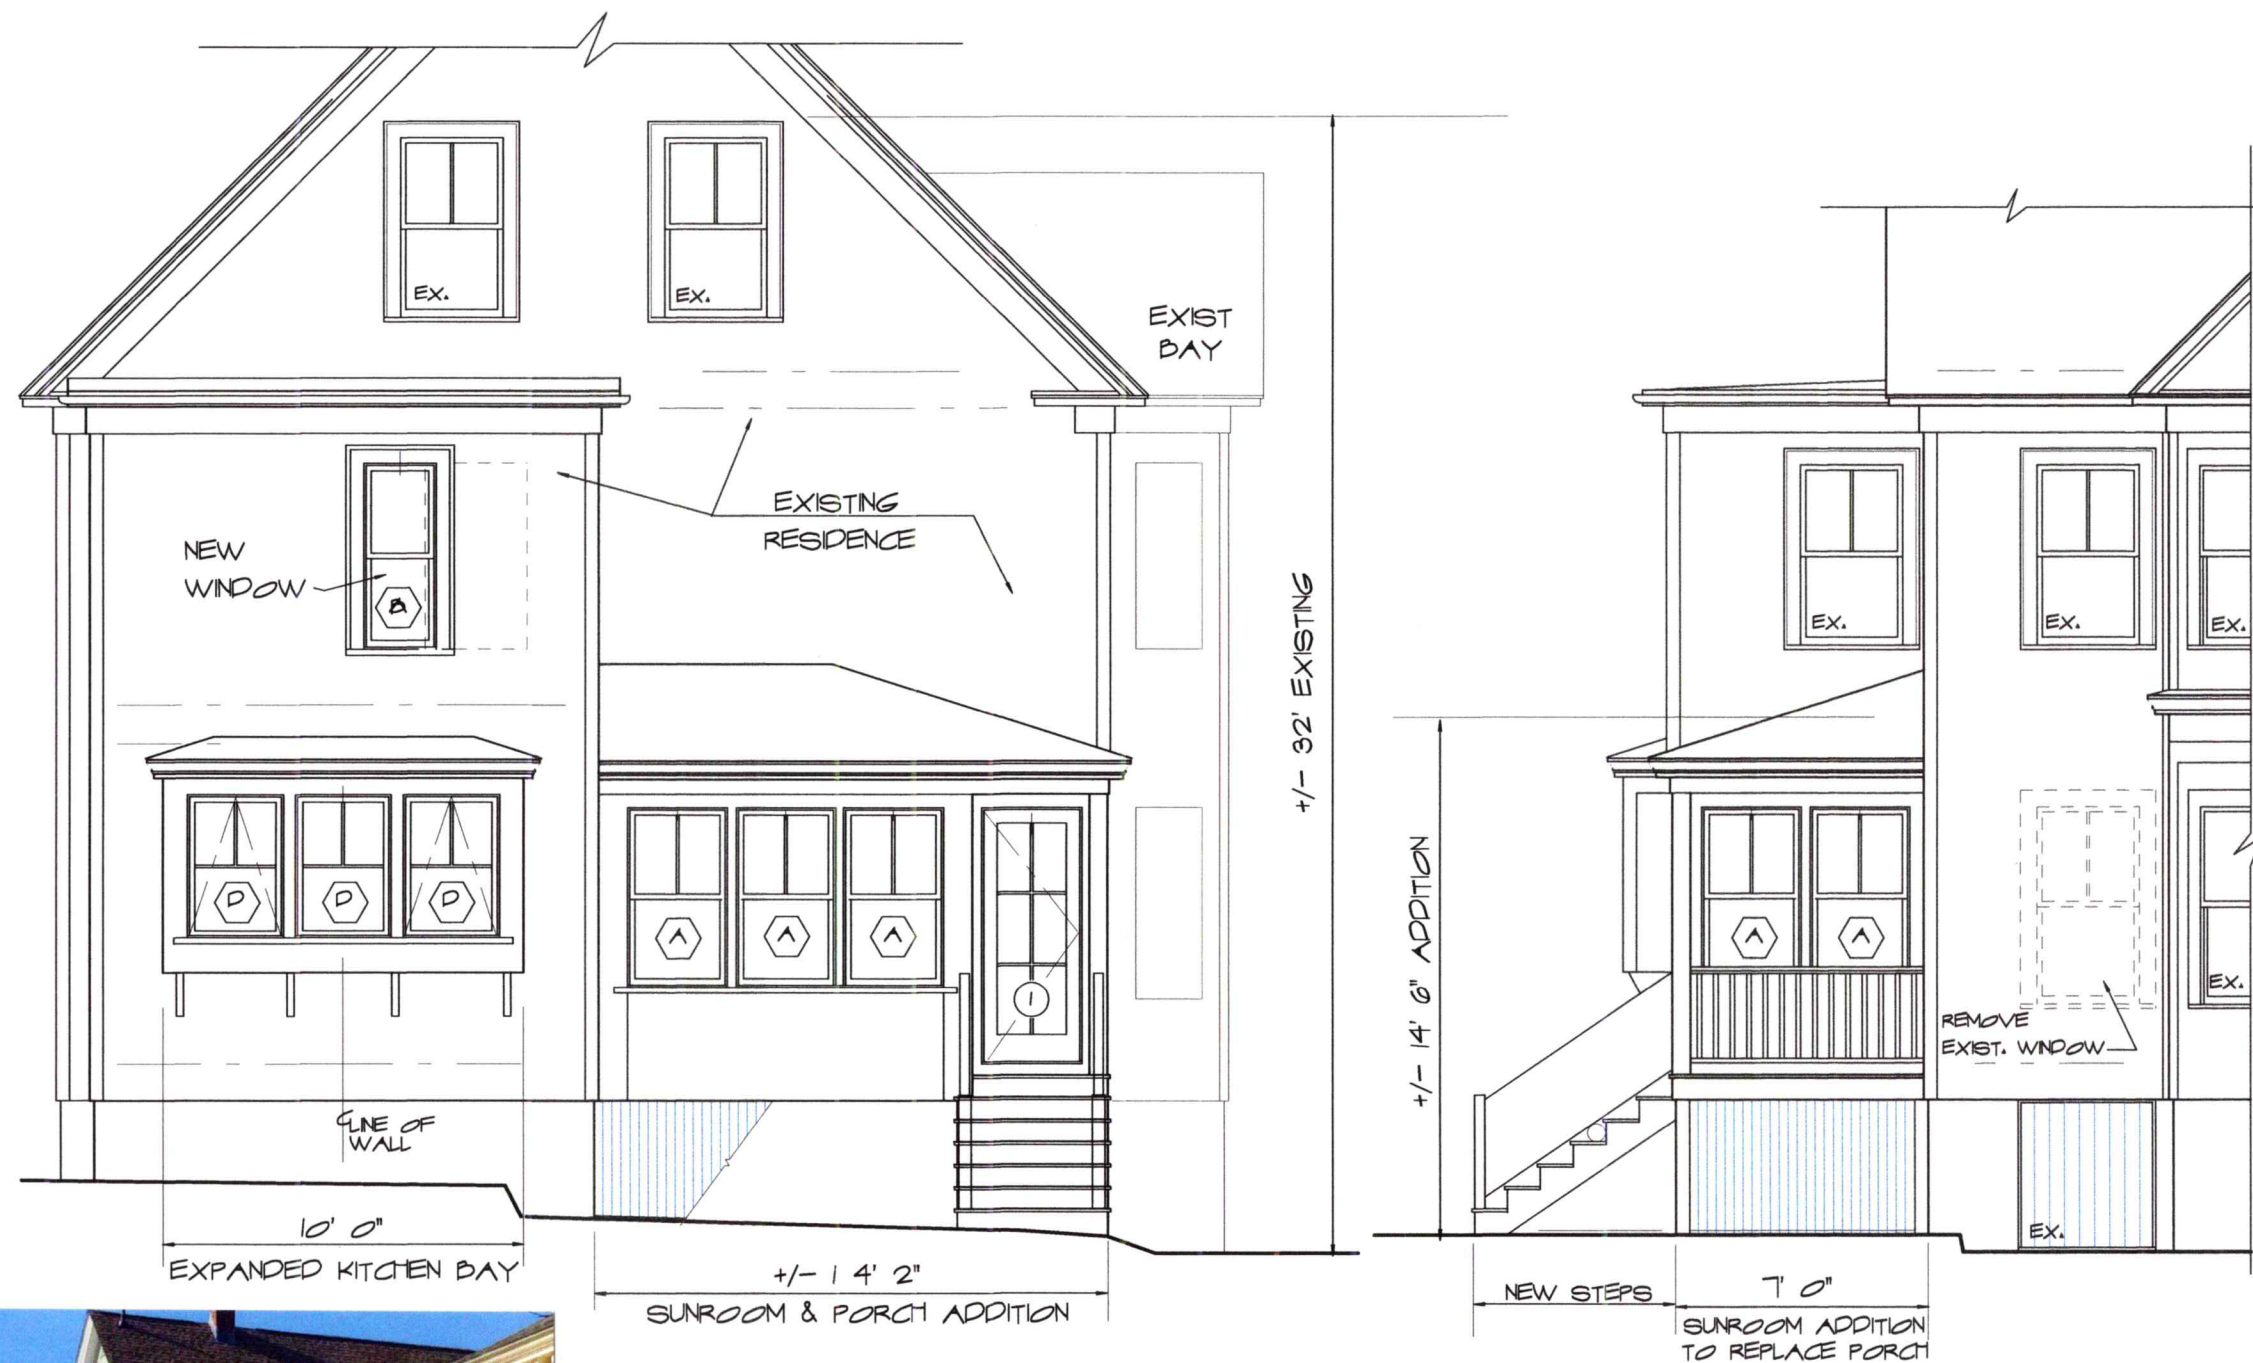 EX.
EX.
EXIST
BAY
EXISTING
RESIDENCE
NEW
WINDOW
B
+/- 32' EXISTING
D
D
D
A
A
A
1
℄LINE OF
WALL
10' 0"
EXPANDED KITCHEN BAY
+/- 14' 2"
SUNROOM & PORCH ADDITION
EX.
EX.
EX.
+/- 14' 6" ADDITION
A
A
EX.
REMOVE
EXIST. WINDOW
EX.
NEW STEPS
7' 0"
SUNROOM ADDITION
TO REPLACE PORCH